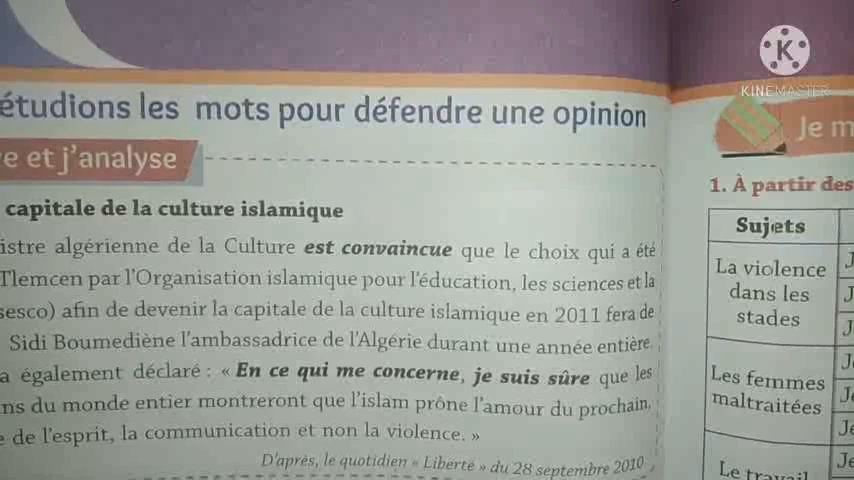 KINEMASTER
étudions les mots pour défendre une opinion
et j'analyse
capitale de la culture islamique
algérienne de la Culture est convaincue que le choix qui a été
Tlemcen par l'Organisation islamique pour l'éducation, les sciences et la
afin de devenir la capitale de la culture islamique en 2011 fera de
Sidi Boumediène l'ambassadrice de l'Algérie durant une année entière.
a également déclaré : « En ce qui me concerne, je suis sûre que les
du monde entier montreront que l'islam prône l'amour du prochain,
de l'esprit, la communication et non la violence. »
D'après, le quotidien « Liberté » du 28 septembre 2010
Je
1. À partir des
Sujets
La violence
dans les
stades
Les femmes
maltraitées
Le travail